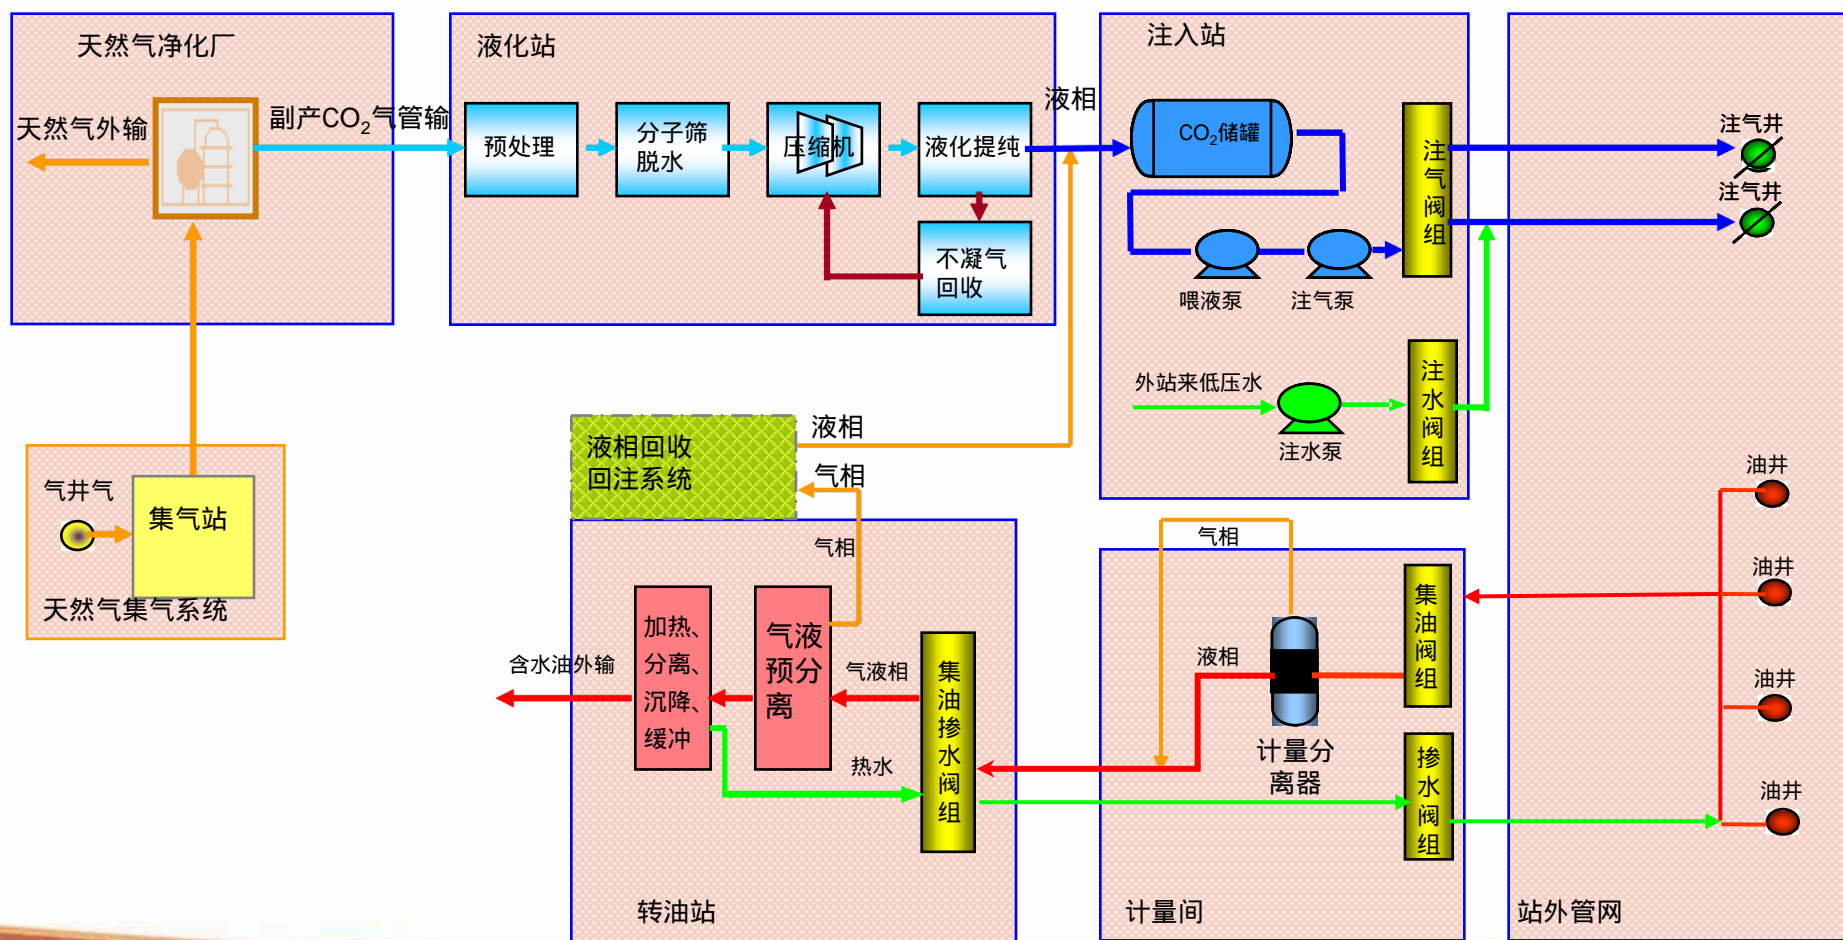 天然气净化厂
天然气外输
副产CO₂气管输
液化站
预处理
分子筛
脱水
压缩机
液化提纯
不凝气
回收
液相
注入站
CO₂储罐
喂液泵
注气泵
注气阀组
外站来低压水
注水泵
注水阀组
注气井
注气井
气井气
集气站
天然气集气系统
液相回收
回注系统
液相
气相
气相
加热、
分离、
沉降、
缓冲
气液
预分
离
气液相
热水
集油掺水阀组
含水油外输
转油站
气相
液相
计量分
离器
集油阀组
掺水阀组
计量间
油井
油井
油井
油井
站外管网